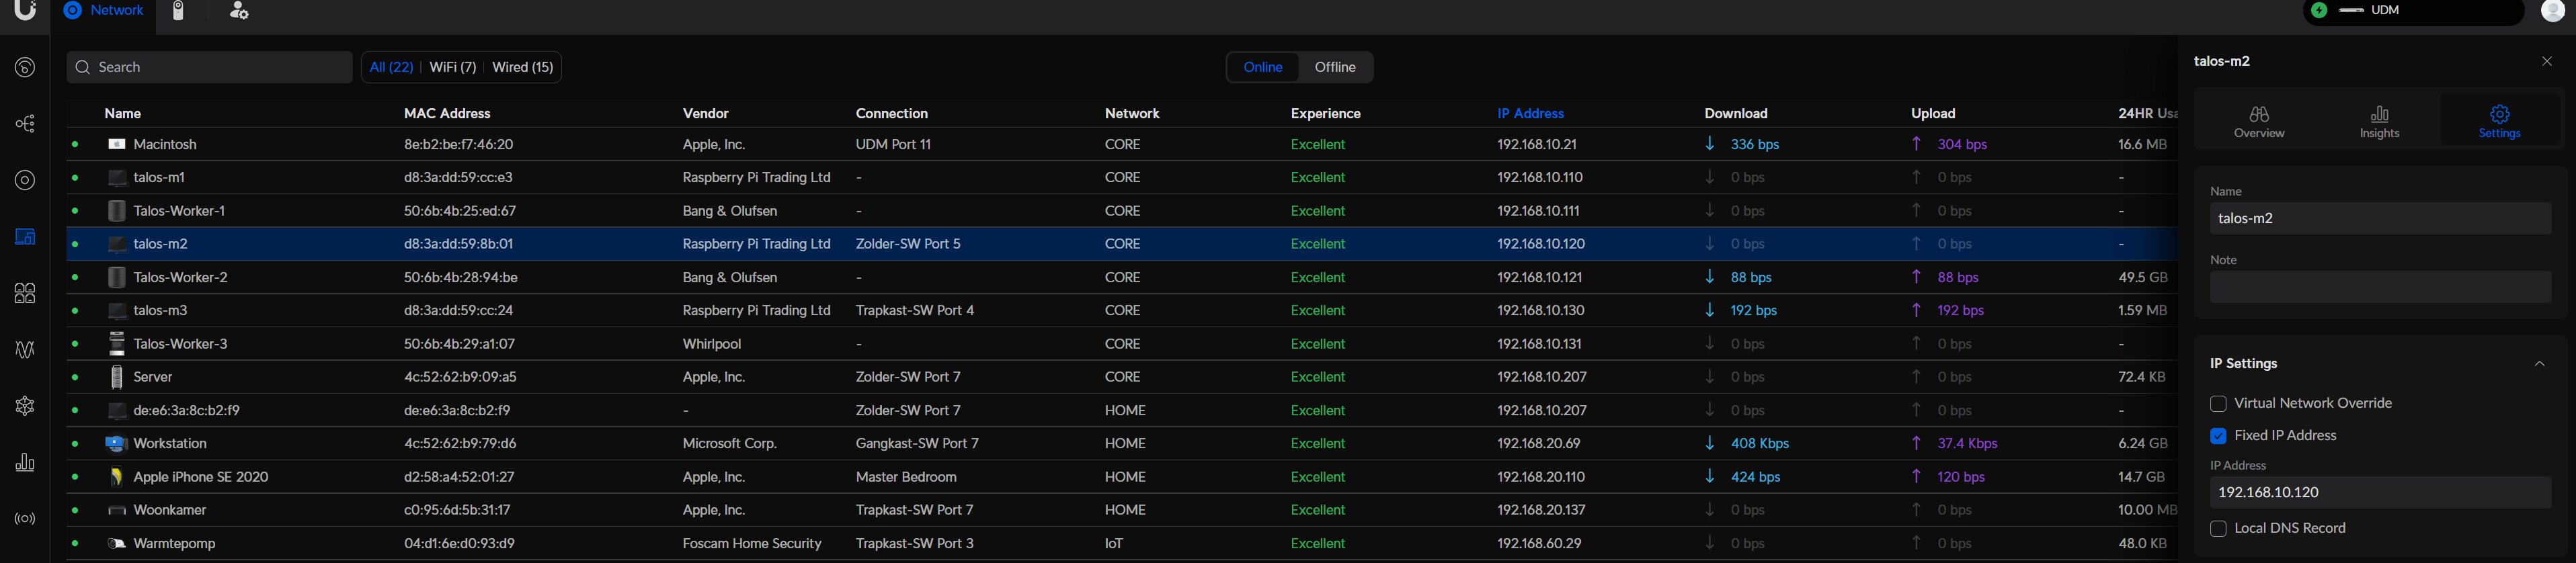 Network
UDM
Search
All (22) WiFi (7) Wired (15)
Online Offline
Name MAC Address Vendor Connection Network Experience IP Address Download Upload 24HR Usa
Macintosh 8e:b2:be:f7:46:20 Apple, Inc. UDM Port 11 CORE Excellent 192.168.10.21 336 bps 304 bps 16.6 MB
talos-m1 d8:3a:dd:59:cc:e3 Raspberry Pi Trading Ltd - CORE Excellent 192.168.10.110 0 bps 0 bps -
Talos-Worker-1 50:6b:4b:25:ed:67 Bang & Olufsen - CORE Excellent 192.168.10.111 0 bps 0 bps -
talos-m2 d8:3a:dd:59:8b:01 Raspberry Pi Trading Ltd Zolder-SW Port 5 CORE Excellent 192.168.10.120 0 bps 0 bps -
Talos-Worker-2 50:6b:4b:28:94:be Bang & Olufsen - CORE Excellent 192.168.10.121 88 bps 88 bps 49.5 GB
talos-m3 d8:3a:dd:59:cc:24 Raspberry Pi Trading Ltd Trapkast-SW Port 4 CORE Excellent 192.168.10.130 192 bps 192 bps 1.59 MB
Talos-Worker-3 50:6b:4b:29:a1:07 Whirlpool - CORE Excellent 192.168.10.131 0 bps 0 bps -
Server 4c:52:62:b9:09:a5 Apple, Inc. Zolder-SW Port 7 CORE Excellent 192.168.10.207 0 bps 0 bps 72.4 KB
de:e6:3a:8c:b2:f9 de:e6:3a:8c:b2:f9 - Zolder-SW Port 7 HOME Excellent 192.168.10.207 0 bps 0 bps -
Workstation 4c:52:62:b9:79:d6 Microsoft Corp. Gangkast-SW Port 7 HOME Excellent 192.168.20.69 408 Kbps 37.4 Kbps 6.24 GB
Apple iPhone SE 2020 d2:58:a4:52:01:27 Apple, Inc. Master Bedroom HOME Excellent 192.168.20.110 424 bps 120 bps 14.7 GB
Woonkamer c0:95:6d:5b:31:17 Apple, Inc. Trapkast-SW Port 7 HOME Excellent 192.168.20.137 0 bps 0 bps 10.00 MB
Warmtepomp 04:d1:6e:d0:93:d9 Foscam Home Security Trapkast-SW Port 3 IoT Excellent 192.168.60.29 0 bps 0 bps 48.0 KB
talos-m2
Overview Insights Settings
Name
talos-m2
Note
IP Settings
Virtual Network Override
Fixed IP Address
IP Address
192.168.10.120
Local DNS Record